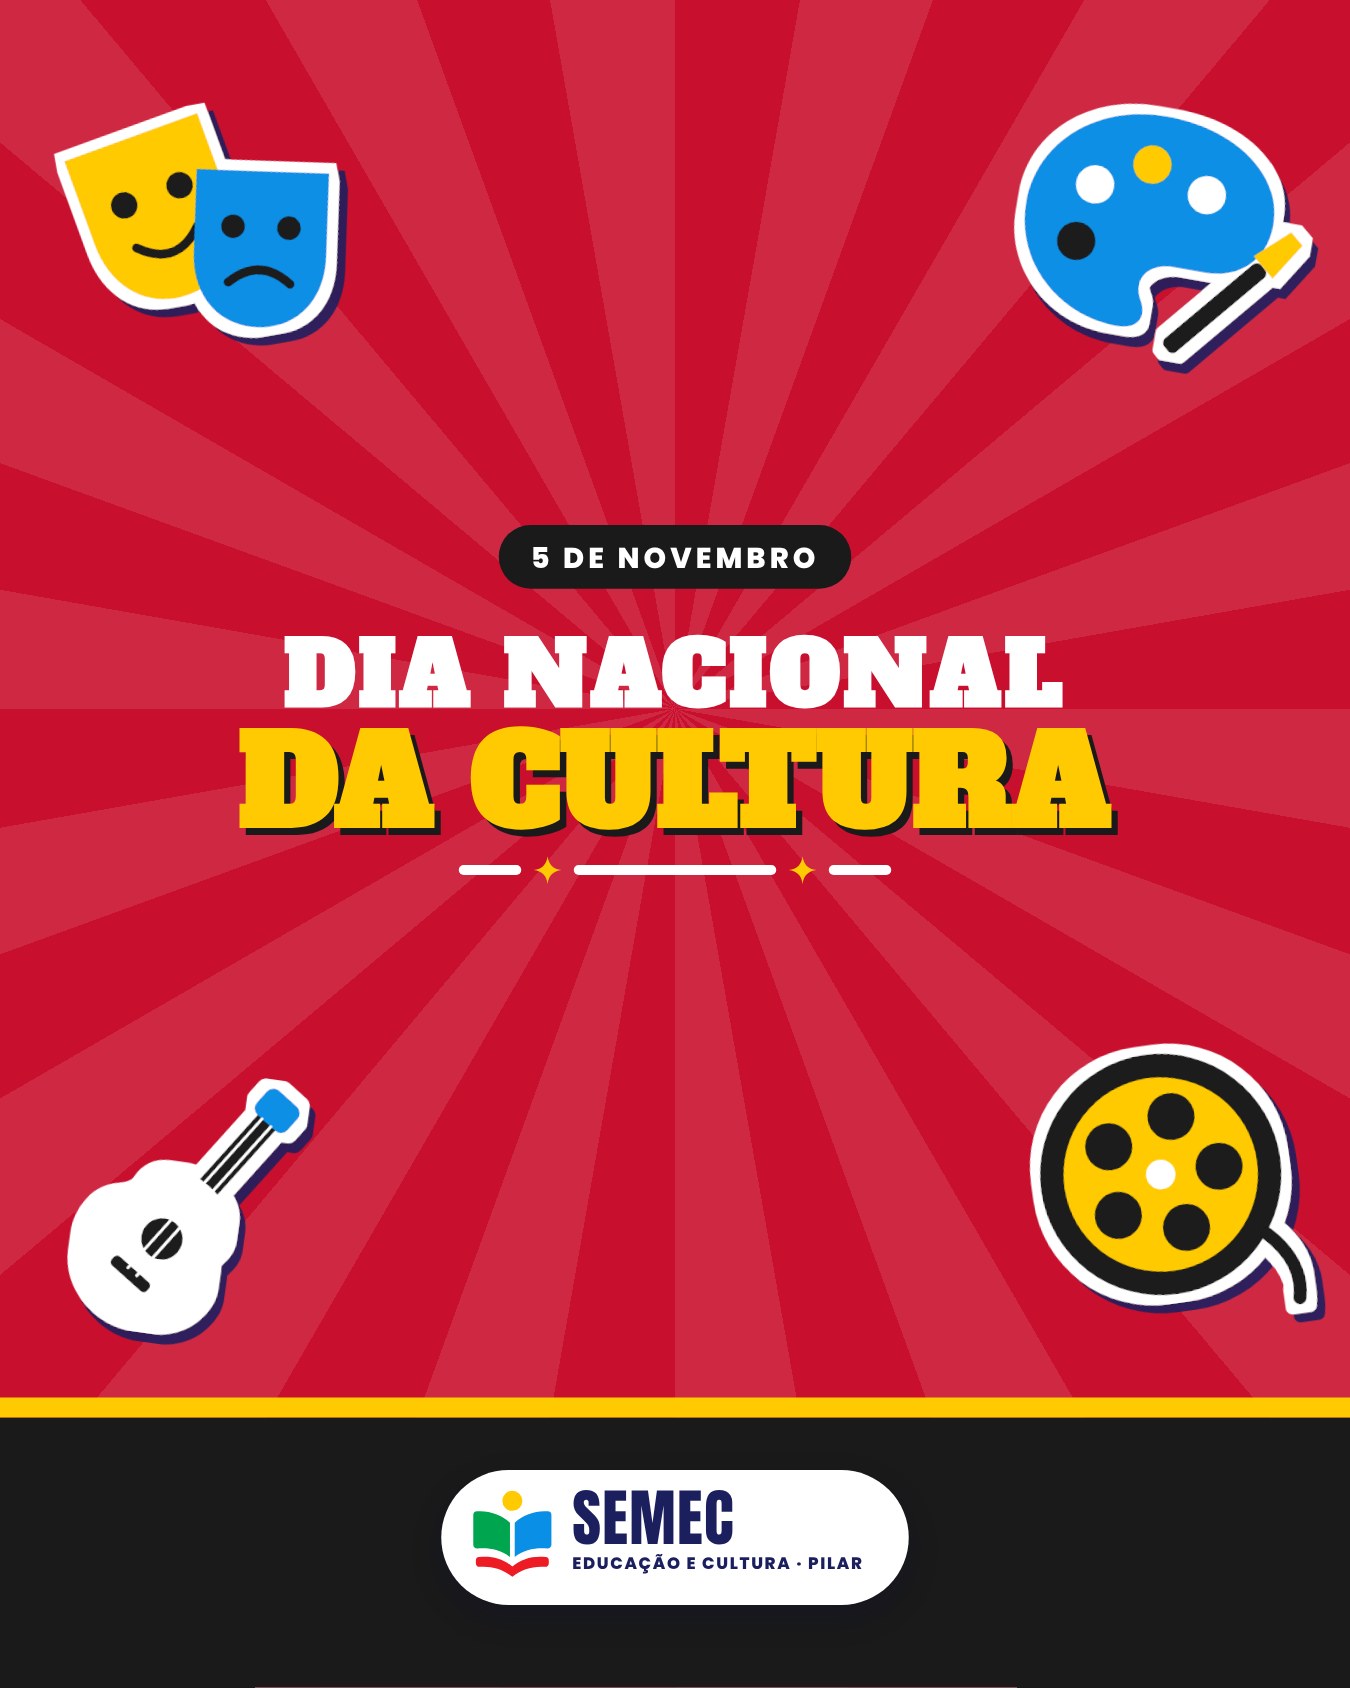 5 DE NOVEMBRO
DIA NACIONAL
DA CULTURA
SEMEC
EDUCAÇÃO E CULTURA · PILAR